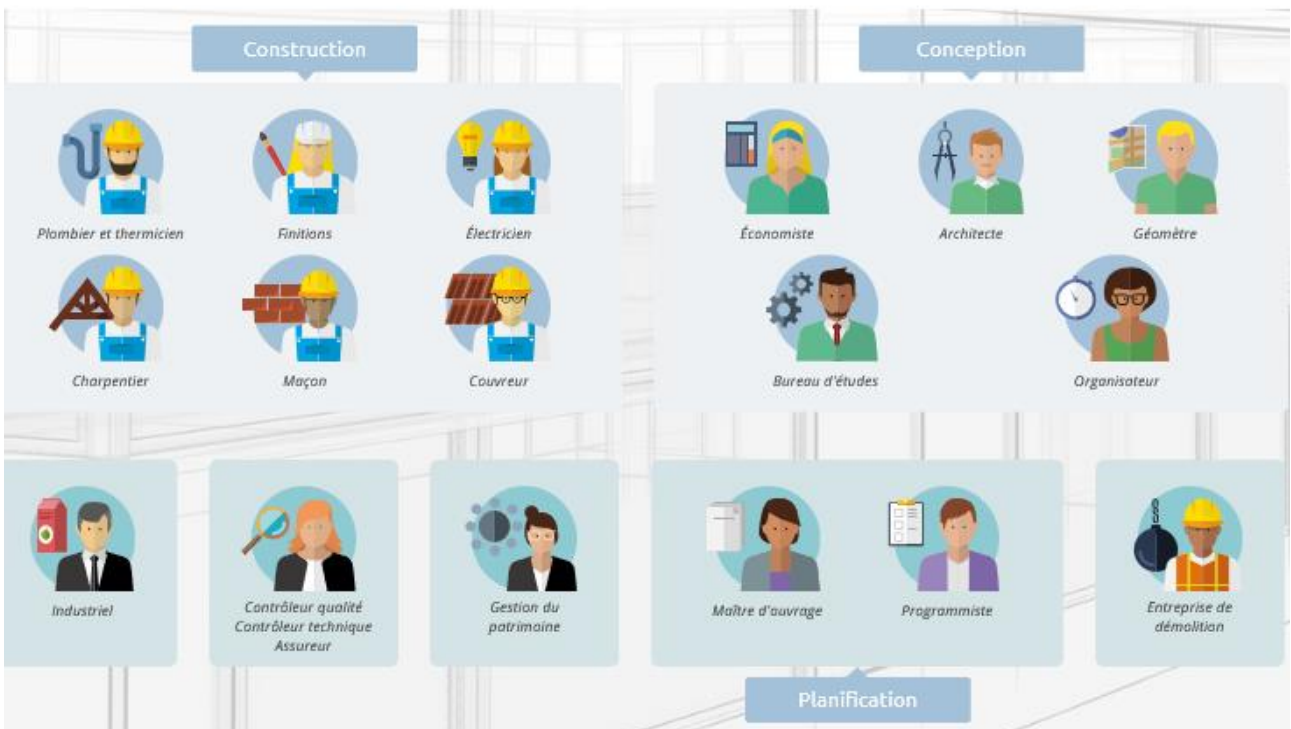 Construction
Plombier et thermicien
Finitions
Électricien
Charpentier
Maçon
Couvreur
Conception
Économiste
Architecte
Géomètre
Bureau d'études
Organisateur
Industriel
Contrôleur qualité
Contrôleur technique
Assureur
Gestion du
patrimoine
Maître d'ouvrage
Programmiste
Entreprise de
démolition
Planification